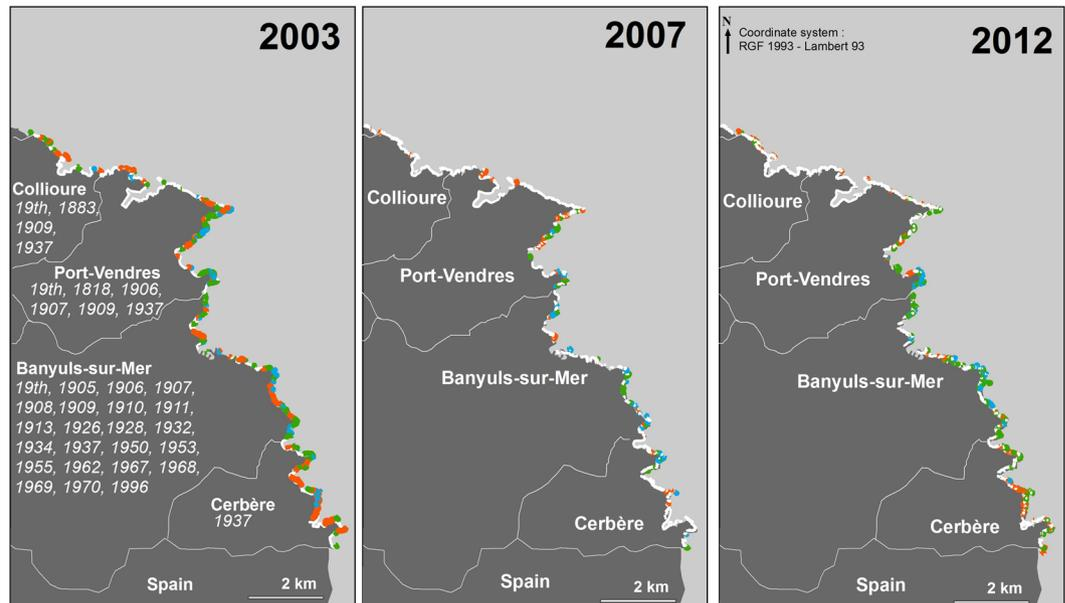 2003
Collioure
19th, 1883,
1909,
1937
Port-Vendres
19th, 1818, 1906,
1907, 1909, 1937
Banyuls-sur-Mer
19th, 1905, 1906, 1907,
1908,1909, 1910, 1911,
1913, 1926,1928, 1932,
1934, 1937, 1950, 1953,
1955, 1962, 1967, 1968,
1969, 1970, 1996
Cerbère
1937
Spain
2 km
2007
Collioure
Port-Vendres
Banyuls-sur-Mer
Cerbère
Spain
2 km
N
Coordinate system :
RGF 1993 - Lambert 93
2012
Collioure
Port-Vendres
Banyuls-sur-Mer
Cerbère
Spain
2 km